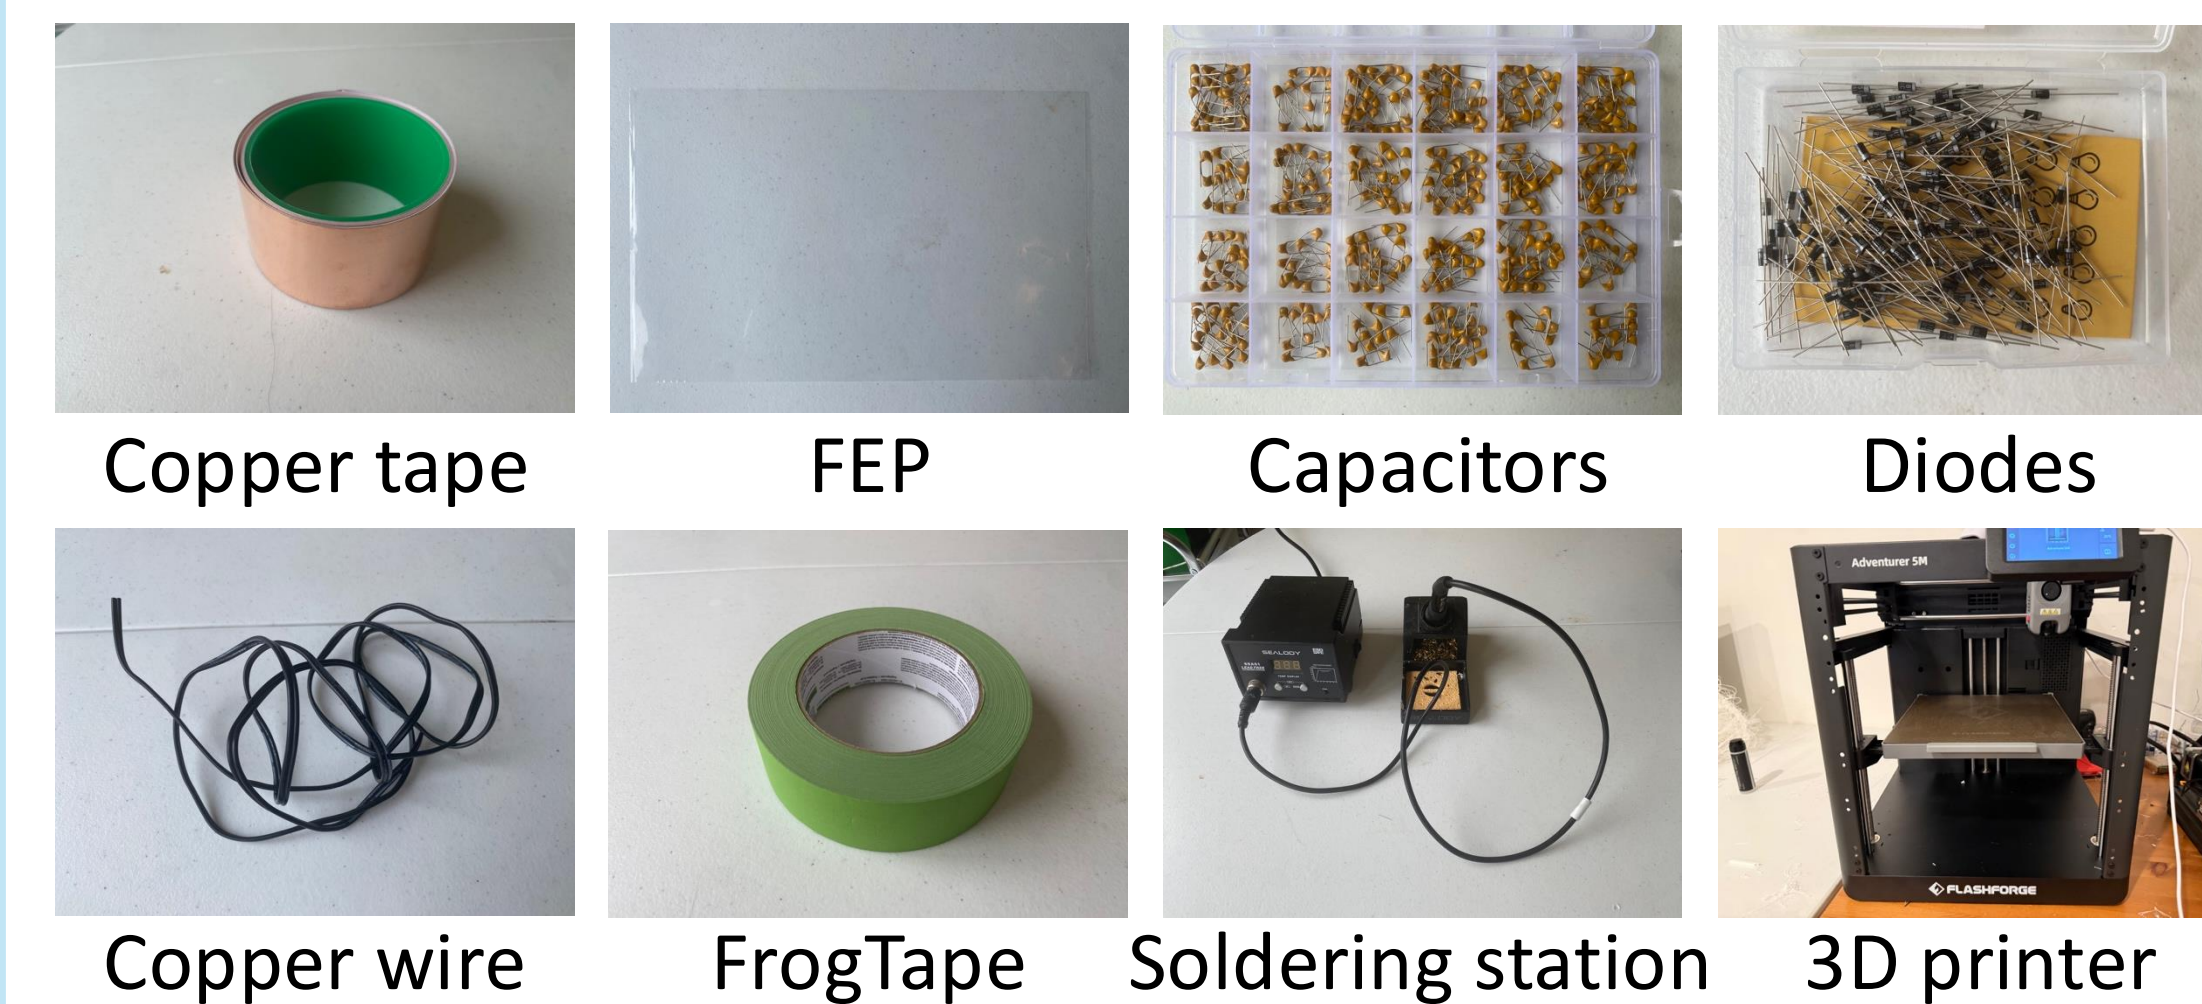 Copper tape
FEP
Capacitors
Diodes
Copper wire
FrogTape
Soldering station
3D printer
SEALODY
Adventurer 5M
FLASHFORGE